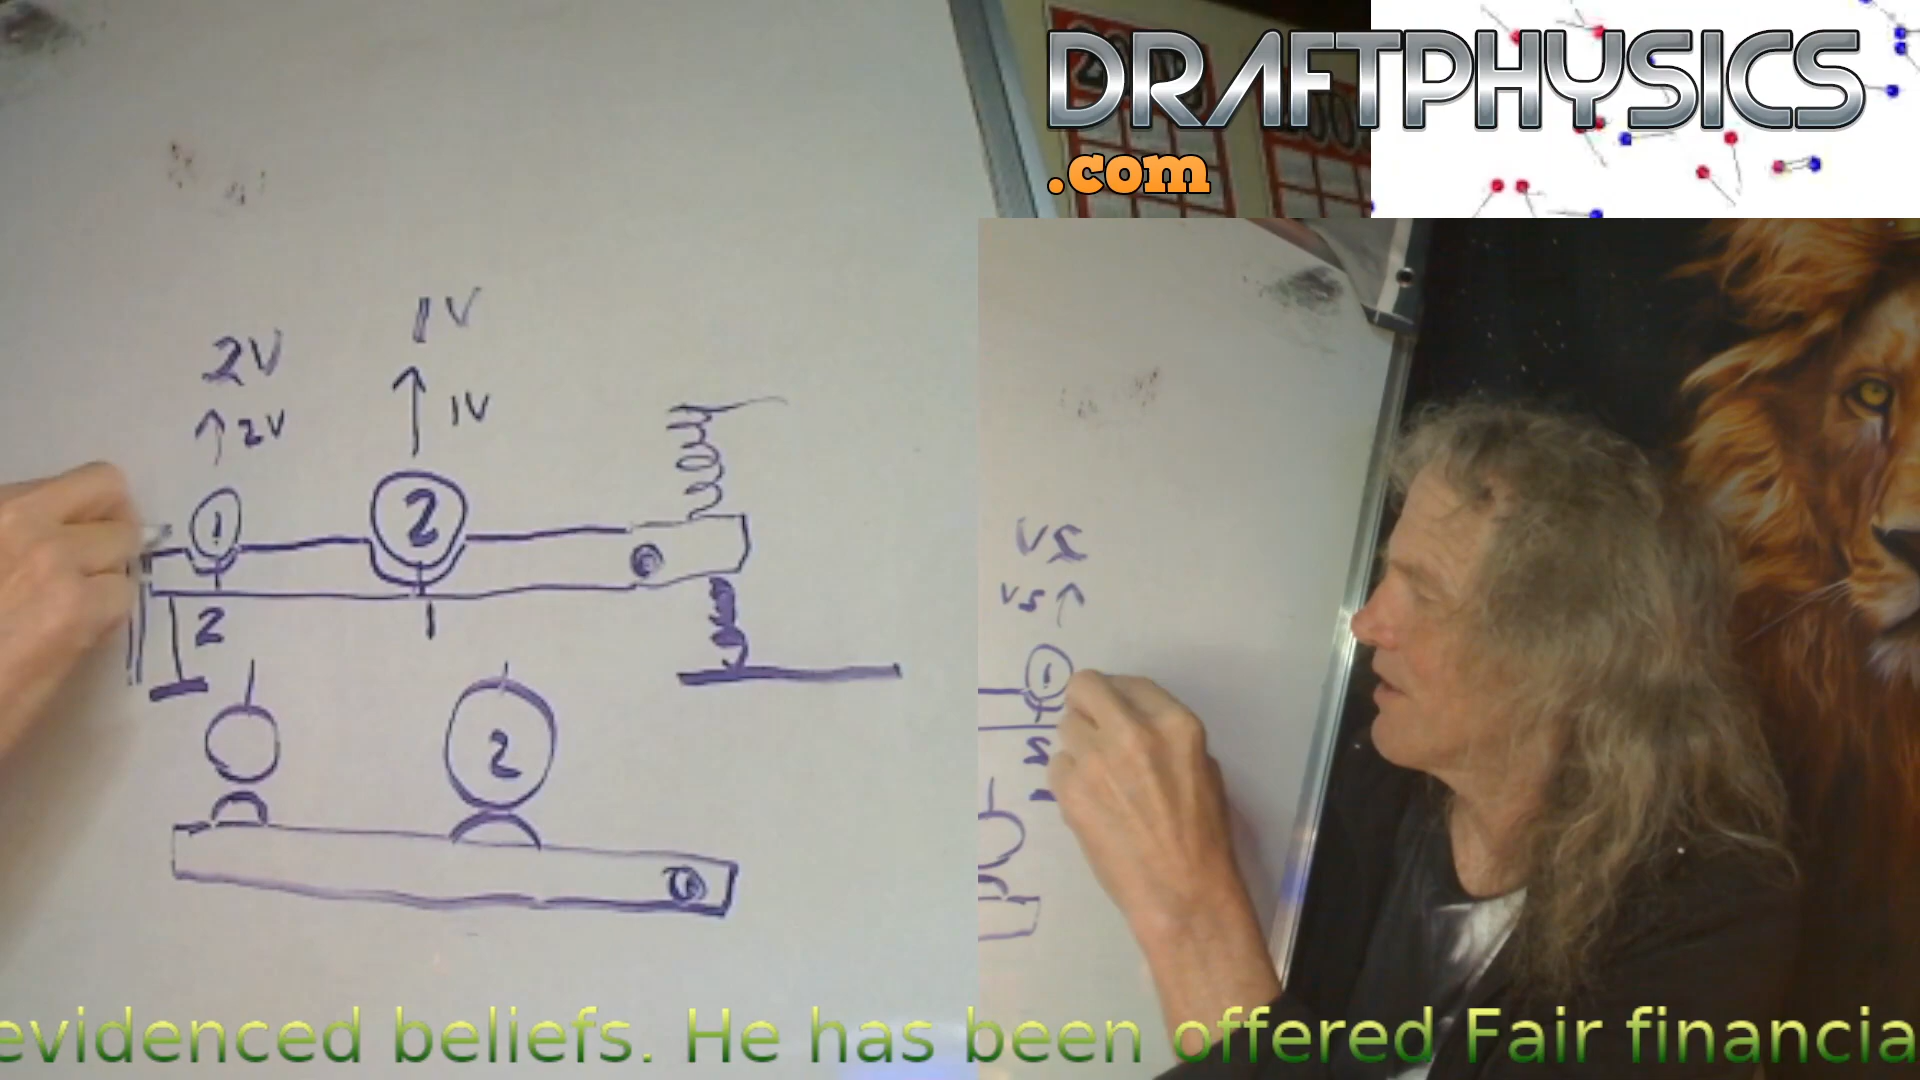 DRAFTPHYSICS
.com
1V
2V
↑ 2V
↑ 1V
1
2
2
1
2
evidenced beliefs. He has been offered Fair financia